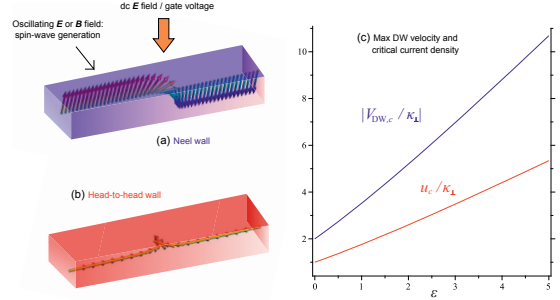 dc E field / gate voltage
Oscillating E or B field:
spin-wave generation
(a) Neel wall
(b) Head-to-head wall
(c) Max DW velocity and
critical current density
|V_DW,c / κ⊥|
u_c / κ⊥
10
8
6
4
2
0 1 2 3 4 5
ε